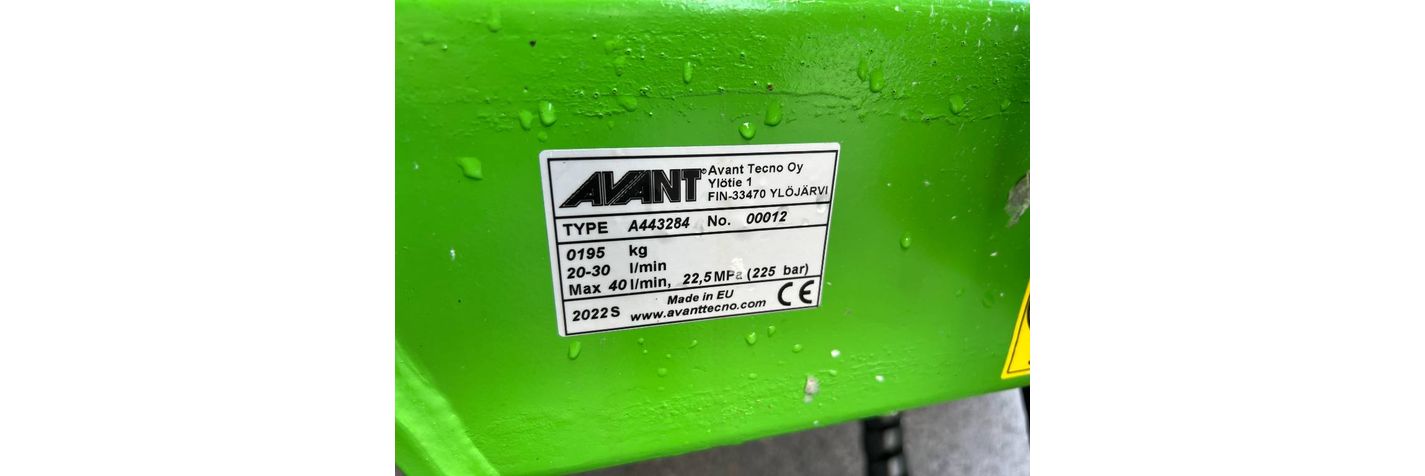 AVANT® Avant Tecno Oy
Ylötie 1
FIN-33470 YLÖJÄRVI
TYPE A443284 No. 00012
0195 kg
20-30 l/min
Max 40 l/min, 22,5 MPa (225 bar)
Made in EU CE
2022S www.avanttecno.com